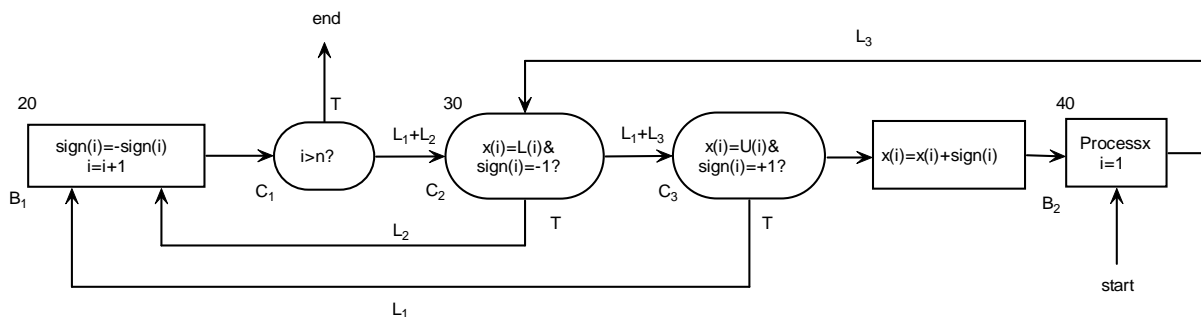 end
L3
20
T
30
40
sign(i)=-sign(i)
i=i+1
i>n?
L1+L2
x(i)=L(i)&
sign(i)=-1?
L1+L3
x(i)=U(i)&
sign(i)=+1?
x(i)=x(i)+sign(i)
Processx
i=1
B1
C1
C2
C3
B2
T
T
L2
start
L1